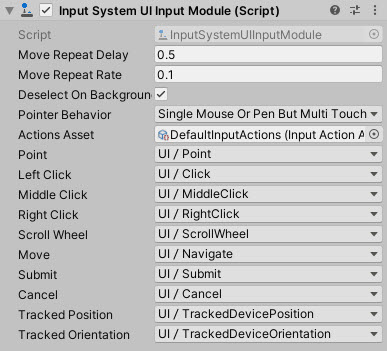 Input System UI Input Module (Script)
Script InputSystemUIInputModule
Move Repeat Delay 0.5
Move Repeat Rate 0.1
Deselect On Backgroun
Pointer Behavior Single Mouse Or Pen But Multi Touch
Actions Asset DefaultInputActions (Input Action A
Point UI / Point
Left Click UI / Click
Middle Click UI / MiddleClick
Right Click UI / RightClick
Scroll Wheel UI / ScrollWheel
Move UI / Navigate
Submit UI / Submit
Cancel UI / Cancel
Tracked Position UI / TrackedDevicePosition
Tracked Orientation UI / TrackedDeviceOrientation